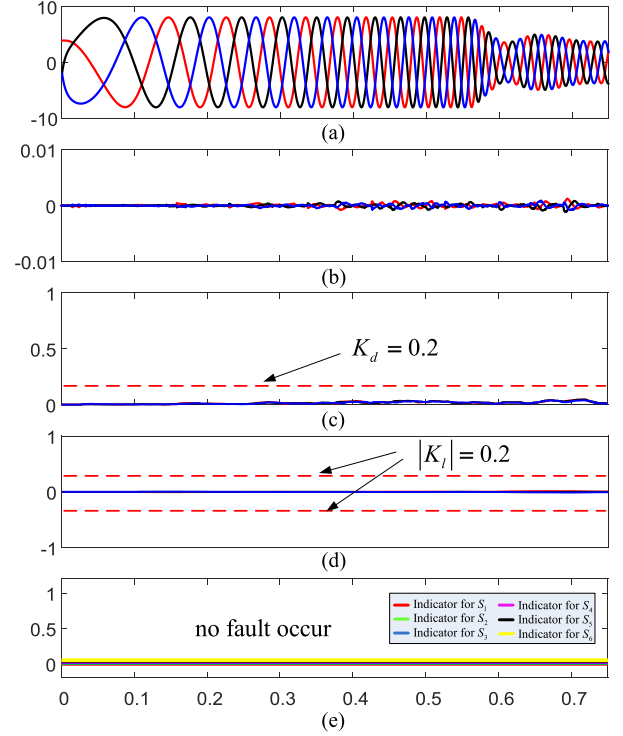 10
0
-10
(a)
0.01
0
-0.01
(b)
1
0.5
0
K_d = 0.2
(c)
1
0
-1
|K_l| = 0.2
(d)
1
0.5
0
no fault occur
Indicator for S_1
Indicator for S_2
Indicator for S_3
Indicator for S_4
Indicator for S_5
Indicator for S_6
0 0.1 0.2 0.3 0.4 0.5 0.6 0.7
(e)